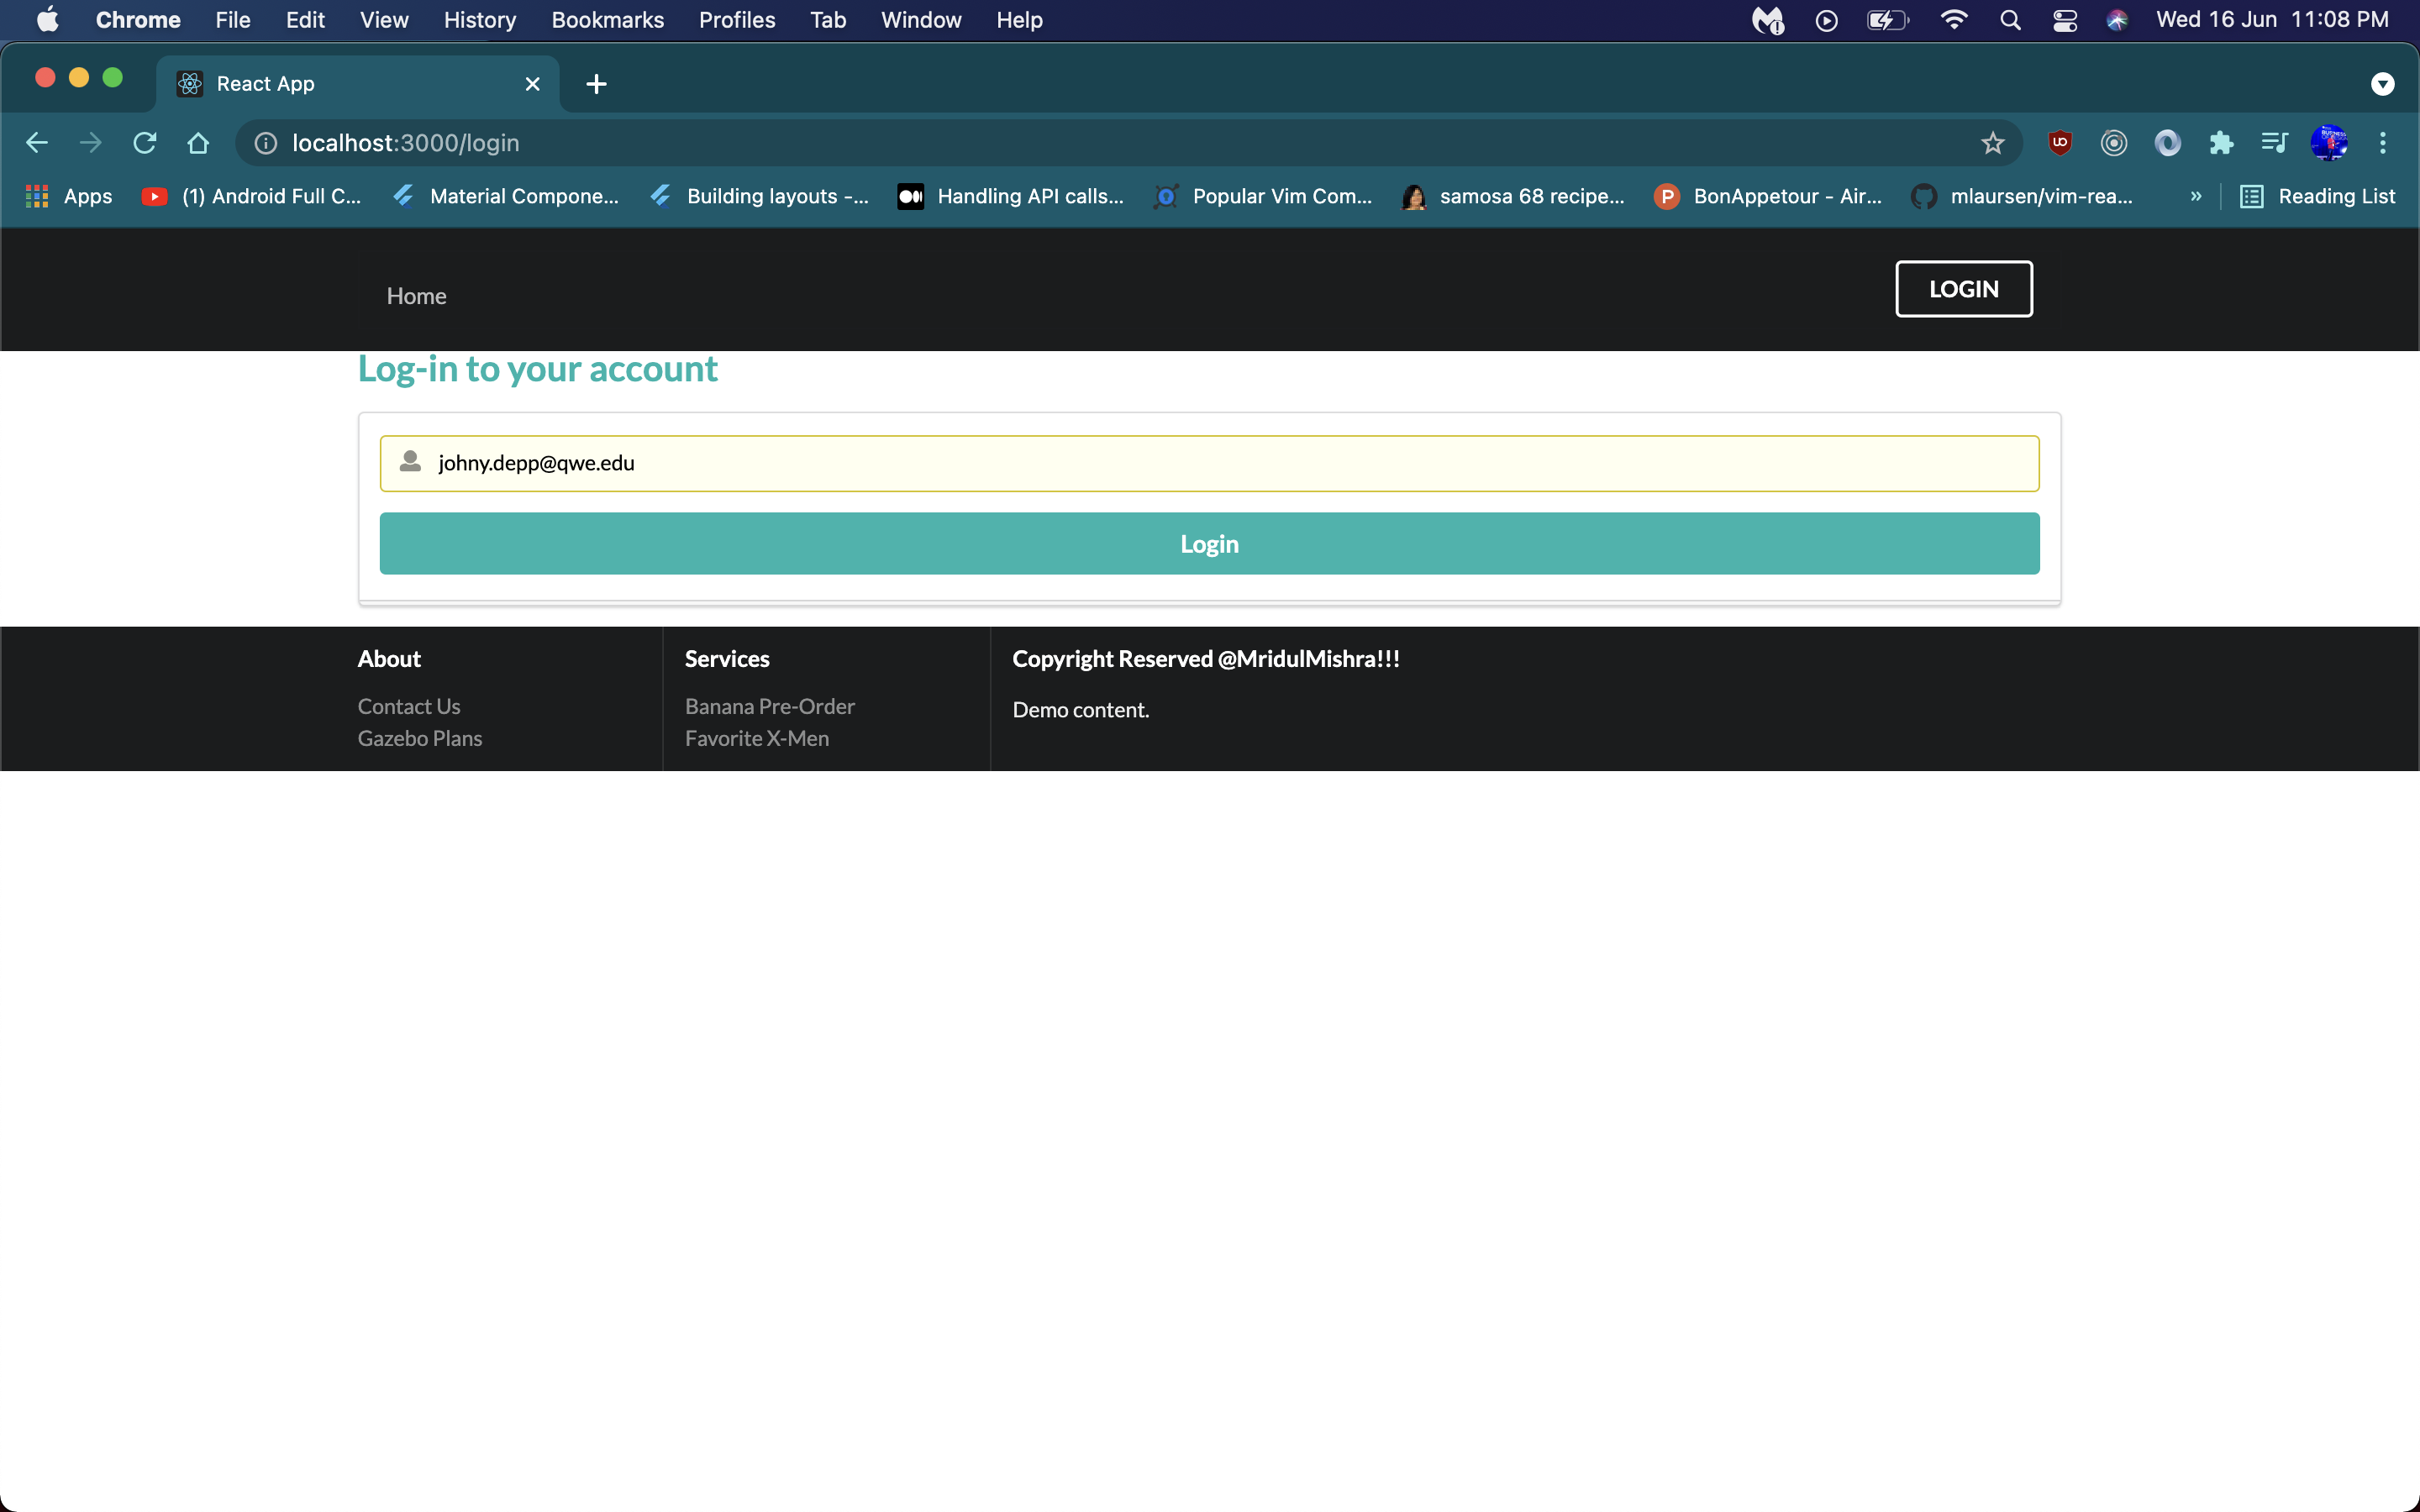 Chrome File Edit View History Bookmarks Profiles Tab Window Help Wed 16 Jun 11:08 PM
React App
localhost:3000/login
Apps (1) Android Full C... Material Compone... Building layouts -... Handling API calls... Popular Vim Com... samosa 68 recipe... BonAppetour - Air... mlaursen/vim-rea... » Reading List
Home LOGIN
Log-in to your account
johny.depp@qwe.edu
Login
About Services Copyright Reserved @MridulMishra!!!
Contact Us Banana Pre-Order Demo content.
Gazebo Plans Favorite X-Men